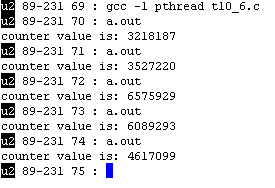 u2 89-231 69 : gcc -l pthread t10_6.c
u2 89-231 70 : a.out
counter value is: 3218187
u2 89-231 71 : a.out
counter value is: 3527220
u2 89-231 72 : a.out
counter value is: 6575929
u2 89-231 73 : a.out
counter value is: 6089293
u2 89-231 74 : a.out
counter value is: 4617099
u2 89-231 75 :